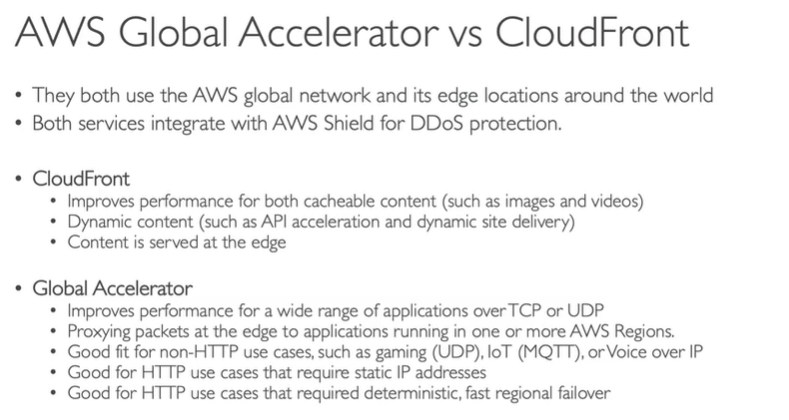 AWS Global Accelerator vs CloudFront
• They both use the AWS global network and its edge locations around the world
• Both services integrate with AWS Shield for DDoS protection.
• CloudFront
• Improves performance for both cacheable content (such as images and videos)
• Dynamic content (such as API acceleration and dynamic site delivery)
• Content is served at the edge
• Global Accelerator
• Improves performance for a wide range of applications over TCP or UDP
• Proxying packets at the edge to applications running in one or more AWS Regions.
• Good fit for non-HTTP use cases, such as gaming (UDP), IoT (MQTT), or Voice over IP
• Good for HTTP use cases that require static IP addresses
• Good for HTTP use cases that required deterministic, fast regional failover